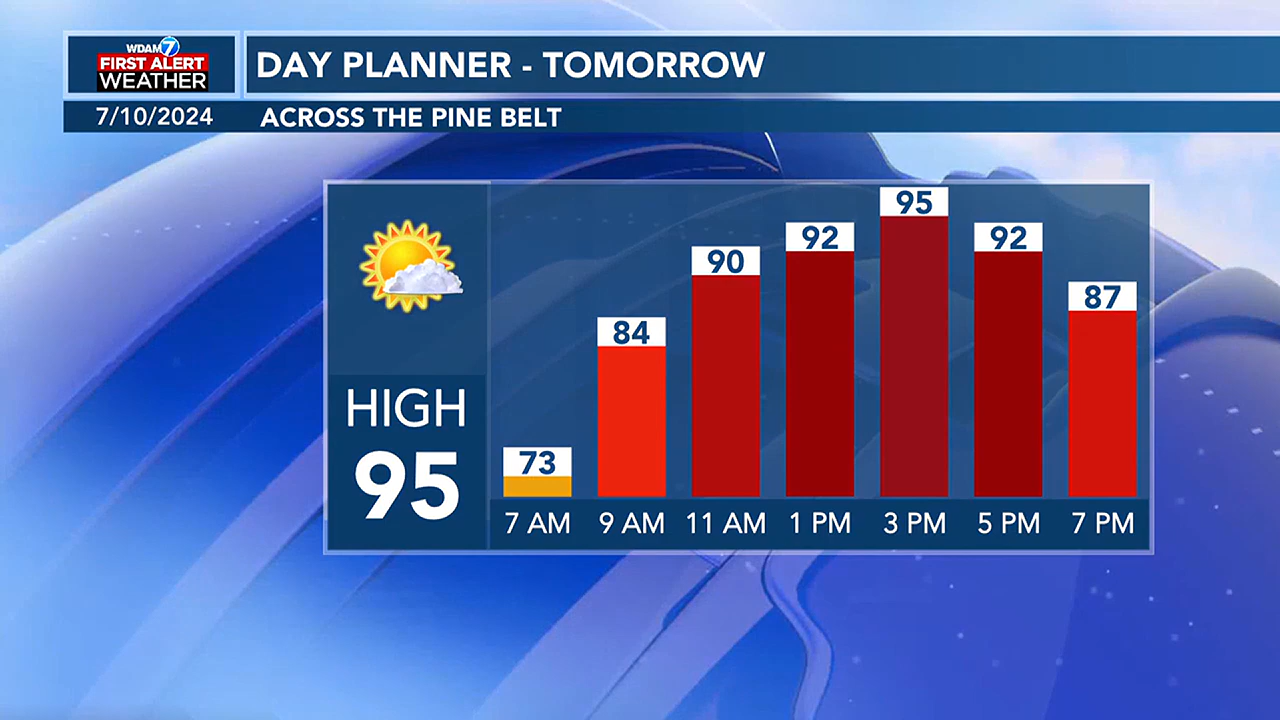 WDAM 7
FIRST ALERT
WEATHER
DAY PLANNER - TOMORROW
7/10/2024
ACROSS THE PINE BELT
HIGH
95
73
84
90
92
95
92
87
7 AM
9 AM
11 AM
1 PM
3 PM
5 PM
7 PM